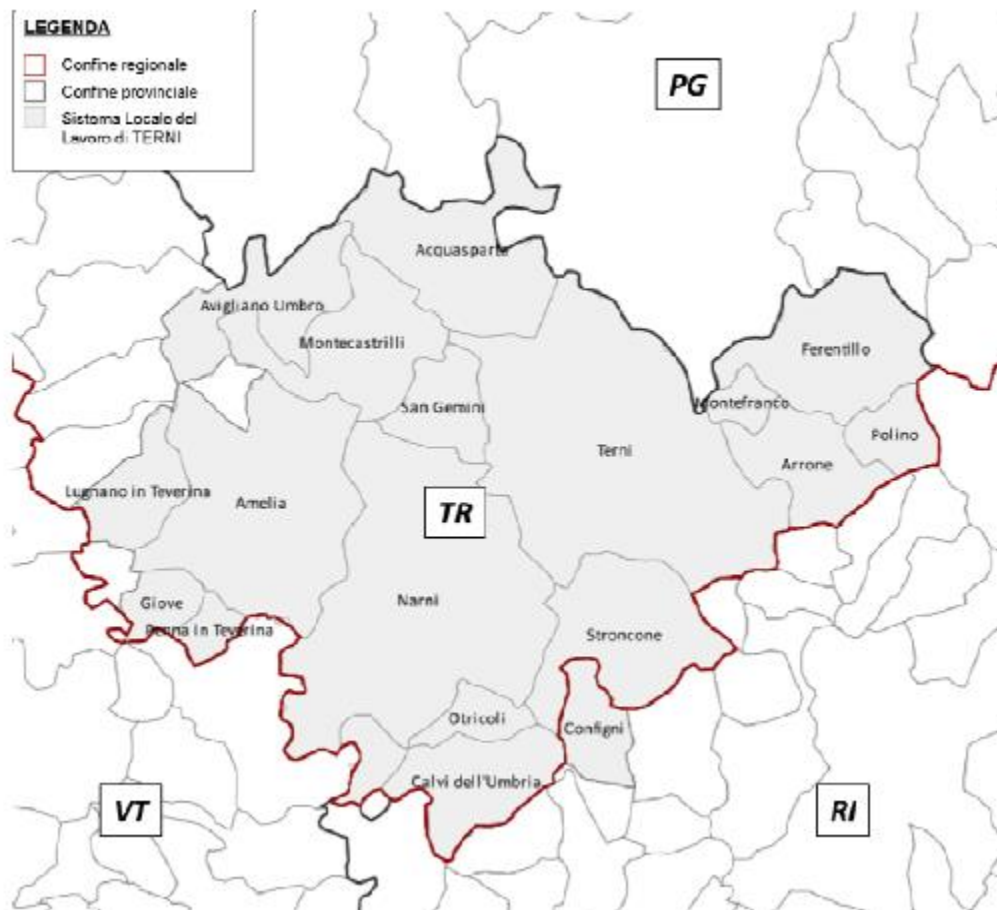 LEGENDA
Confine regionale
Confine provinciale
Sistema Locale del
Lavoro di TERNI
PG
Acquasparta
Avigliano Umbro
Montecastrilli
Ferentillo
San Gemini
Montefranco
Polino
Terni
Arrone
Lugnano in Teverina
Amelia
TR
Giove
Narni
Penna in Teverina
Stroncone
Otricoli
Configni
Calvi dell'Umbria
VT
RI